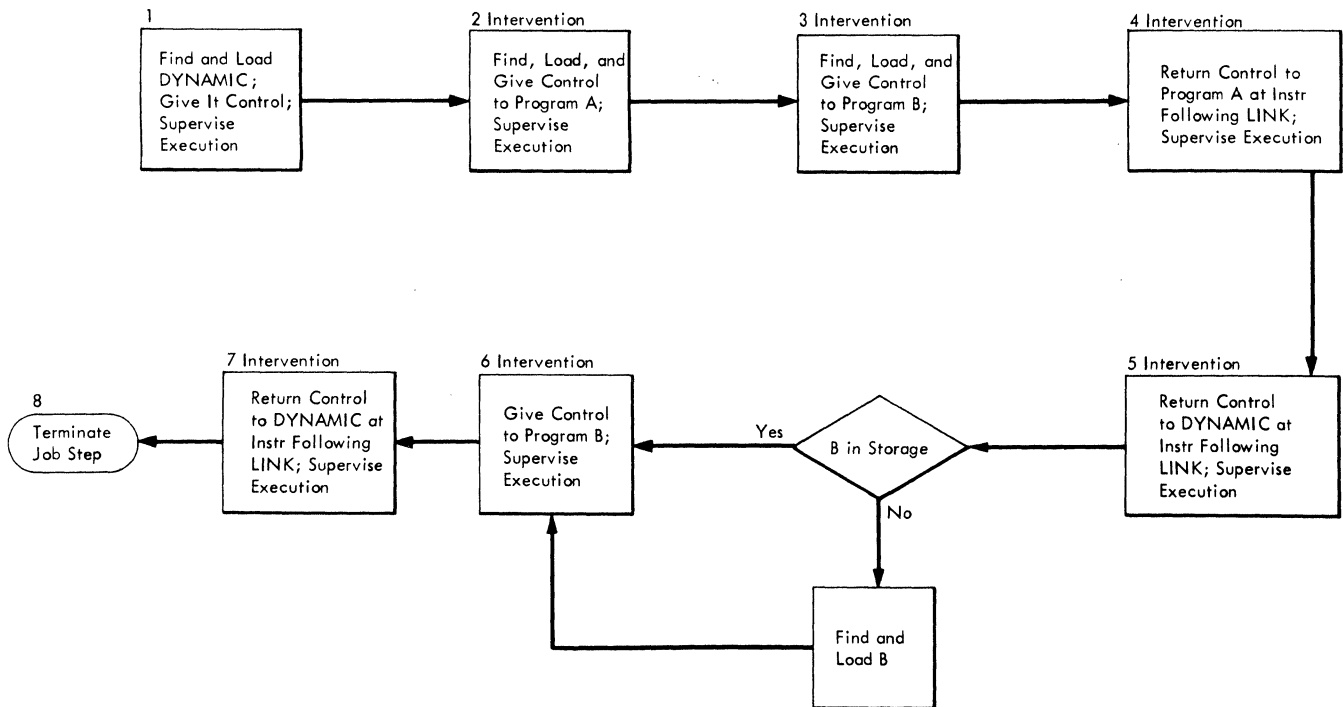 1
Find and Load
DYNAMIC;
Give It Control;
Supervise
Execution
2 Intervention
Find, Load, and
Give Control
to Program A;
Supervise
Execution
3 Intervention
Find, Load, and
Give Control
to Program B;
Supervise
Execution
4 Intervention
Return Control to
Program A at Instr
Following LINK;
Supervise Execution
5 Intervention
Return Control
to DYNAMIC at
Instr Following
LINK; Supervise
Execution
B in Storage
Yes
No
Find and
Load B
6 Intervention
Give Control
to Program B;
Supervise
Execution
7 Intervention
Return Control
to DYNAMIC at
Instr Following
LINK; Supervise
Execution
8
Terminate
Job Step